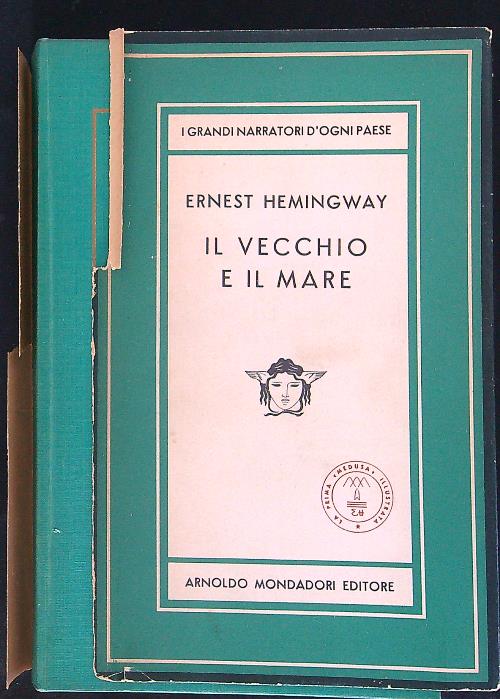 I GRANDI NARRATORI D'OGNI PAESE
ERNEST HEMINGWAY
IL VECCHIO
E IL MARE
LA PRIMA "MEDUSA" ILLUSTRATA
ARNOLDO MONDADORI EDITORE